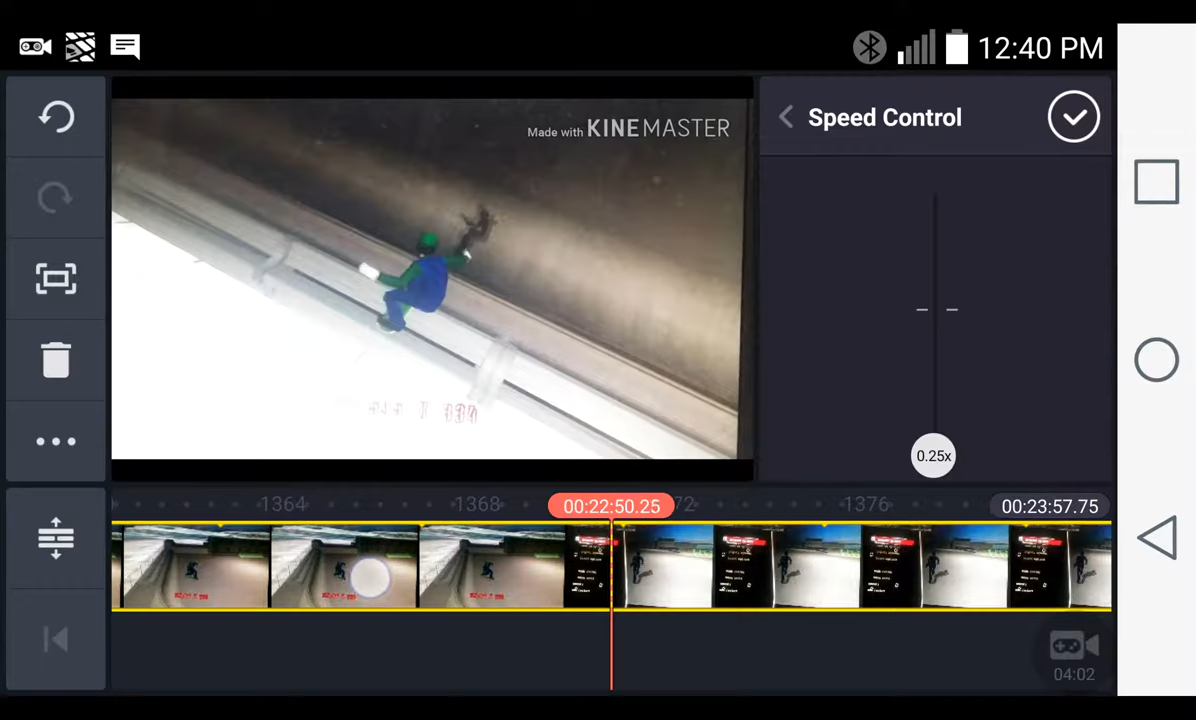 12:40 PM
Made with KINEMASTER
Speed Control
0.25x
1364
1368
00:22:50.25
72
1376
00:23:57.75
04:02